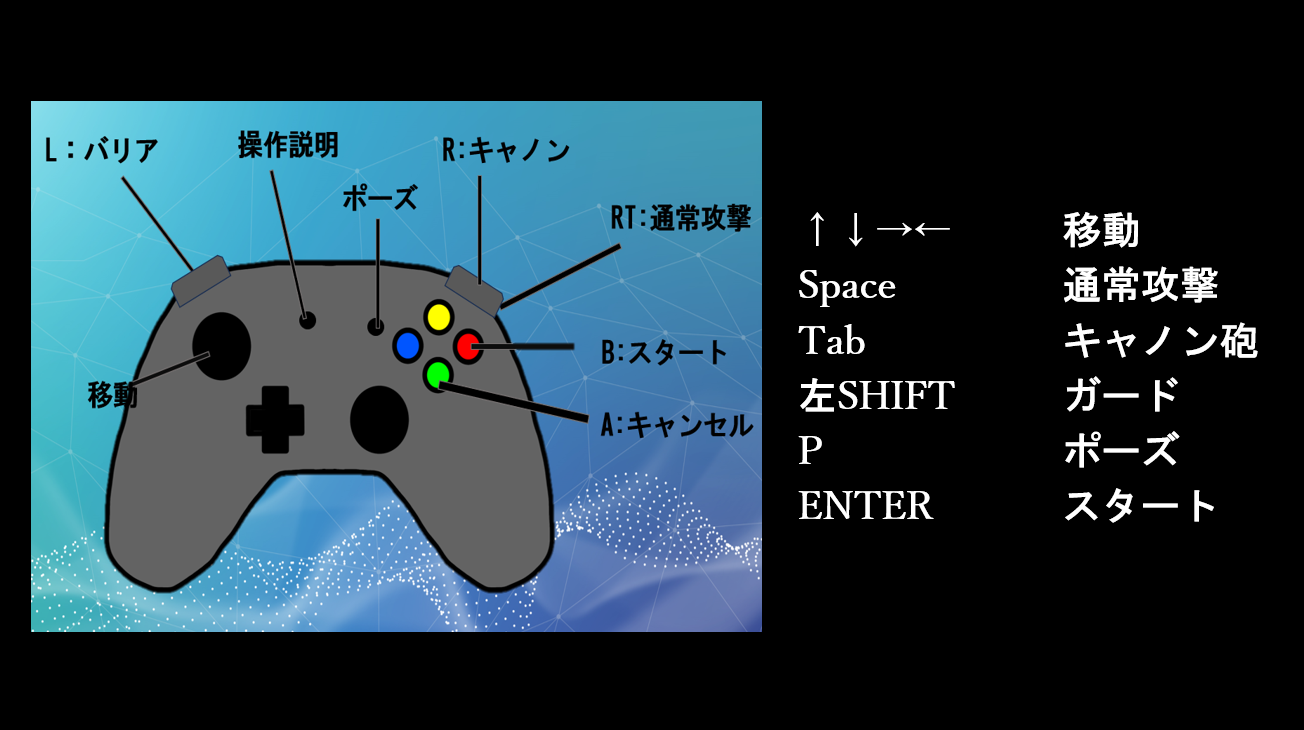 L：バリア
操作説明
R:キャノン
ポーズ
RT:通常攻撃
移動
B:スタート
A:キャンセル
↑↓→← 移動
Space 通常攻撃
Tab キャノン砲
左SHIFT ガード
P ポーズ
ENTER スタート